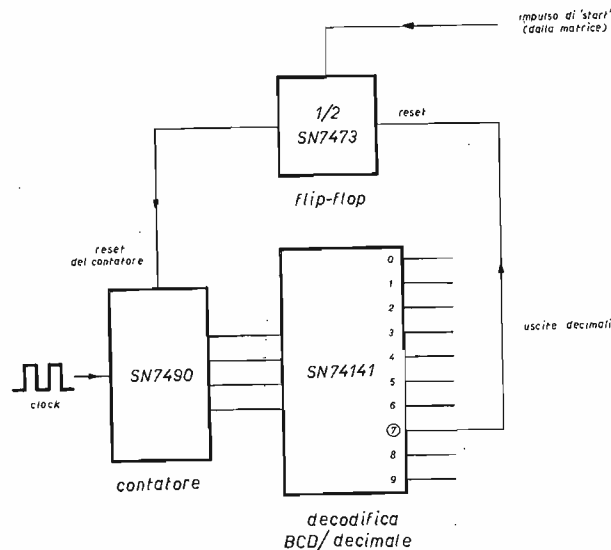 impulso di 'start'
(dalla matrice)
1/2
SN7473
reset
flip-flop
reset
del contatore
0
1
2
3
4
5
6
7
8
9
SN7490
SN74141
uscite decimali
clock
contatore
decodifica
BCD/decimale